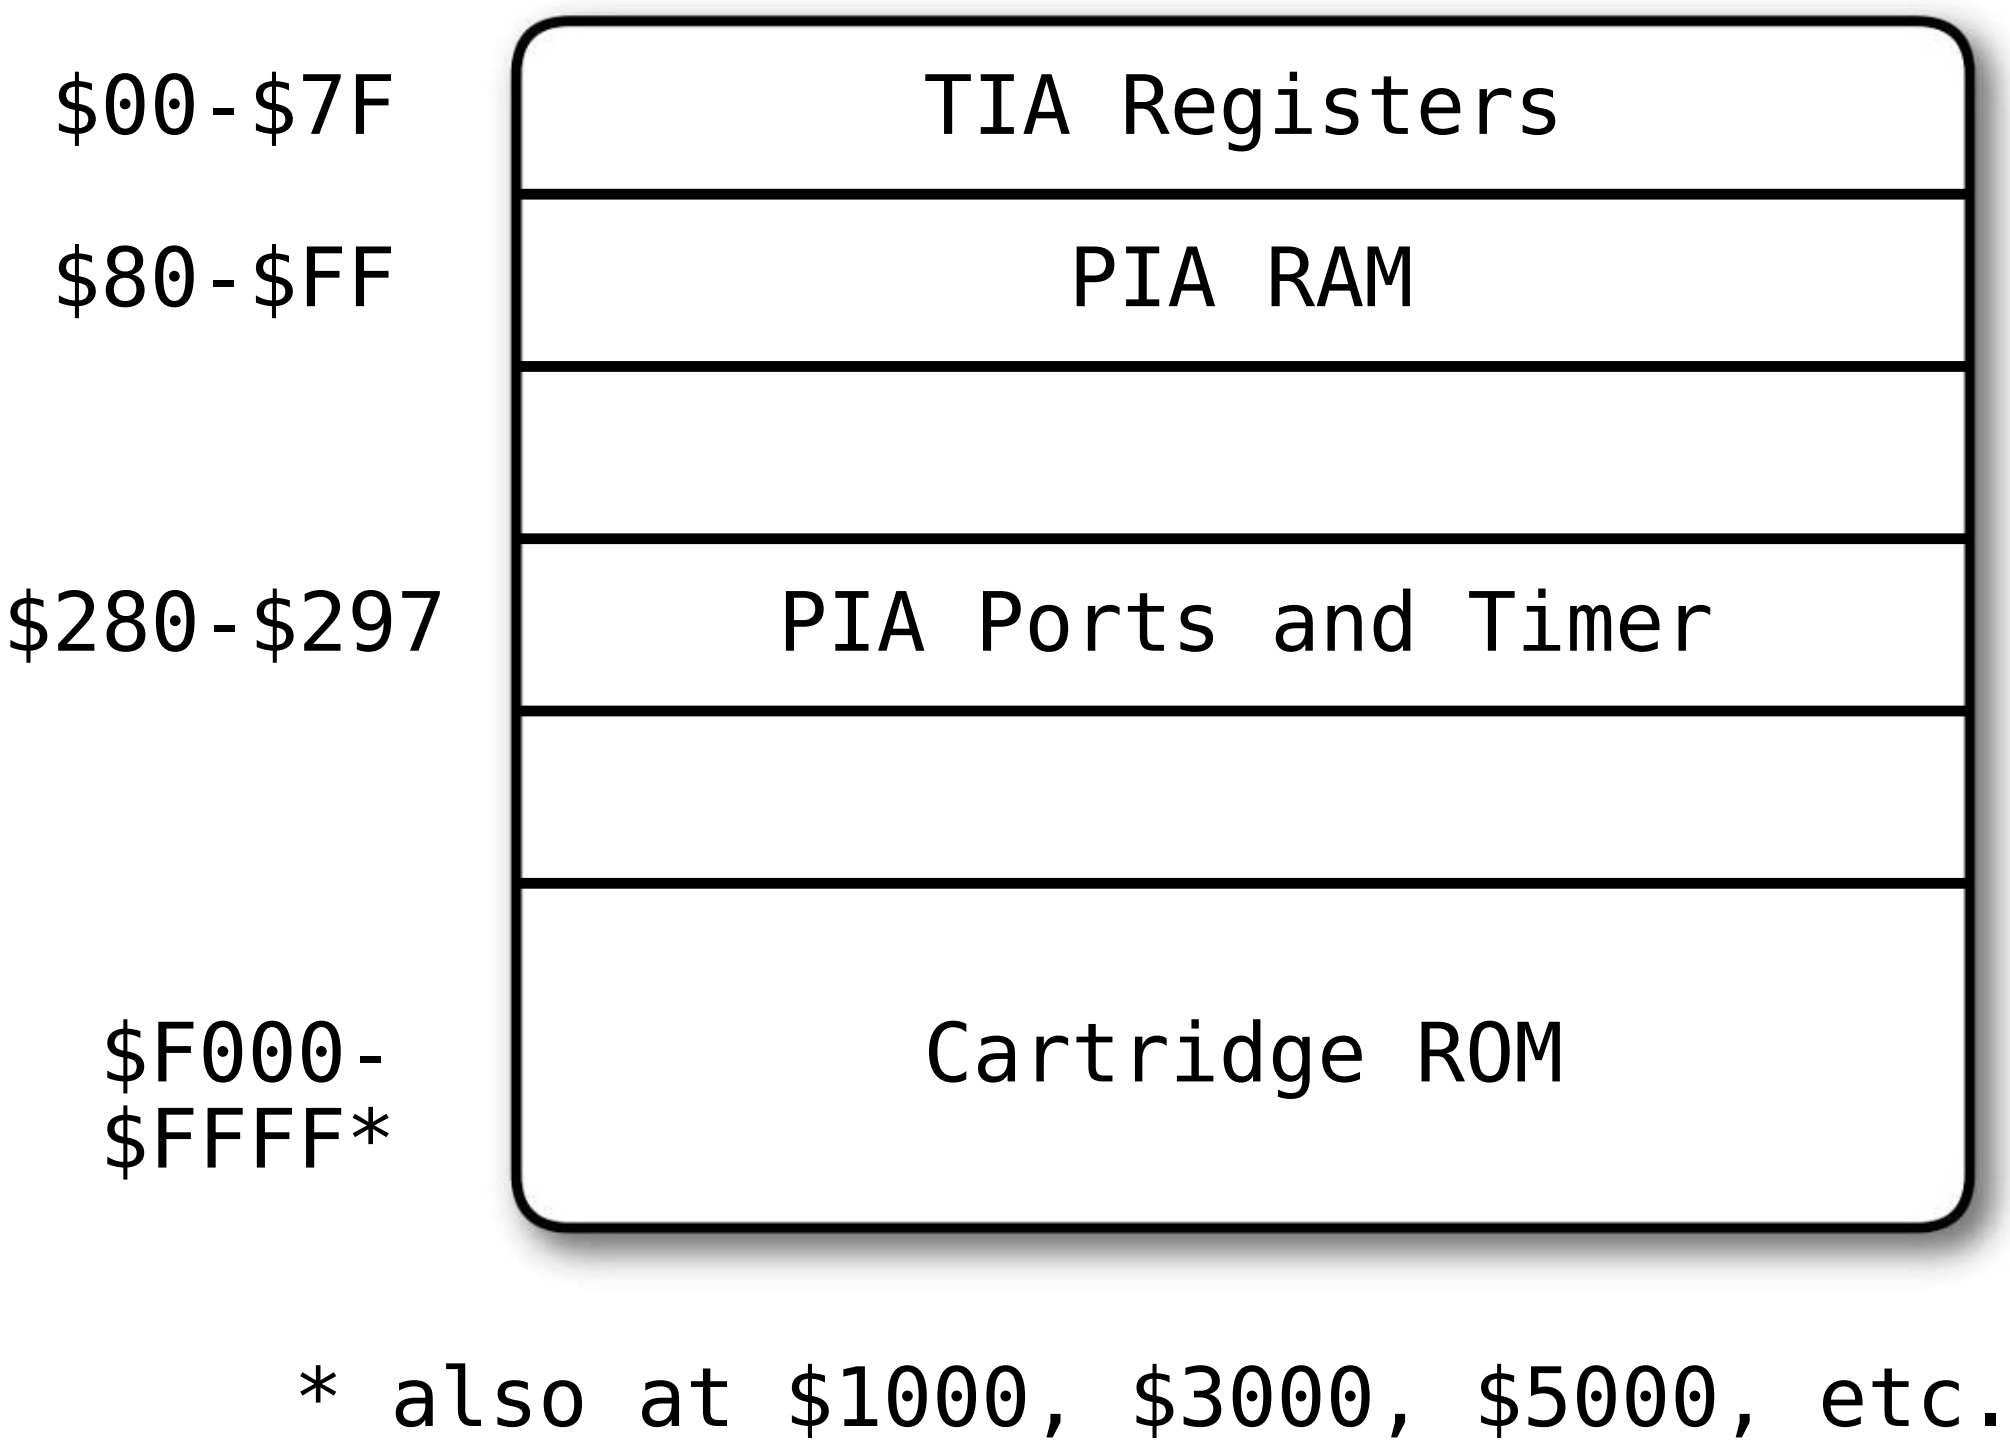 $00-$7F TIA Registers
$80-$FF PIA RAM
$280-$297 PIA Ports and Timer
$F000- Cartridge ROM
$FFFF*
* also at $1000, $3000, $5000, etc.